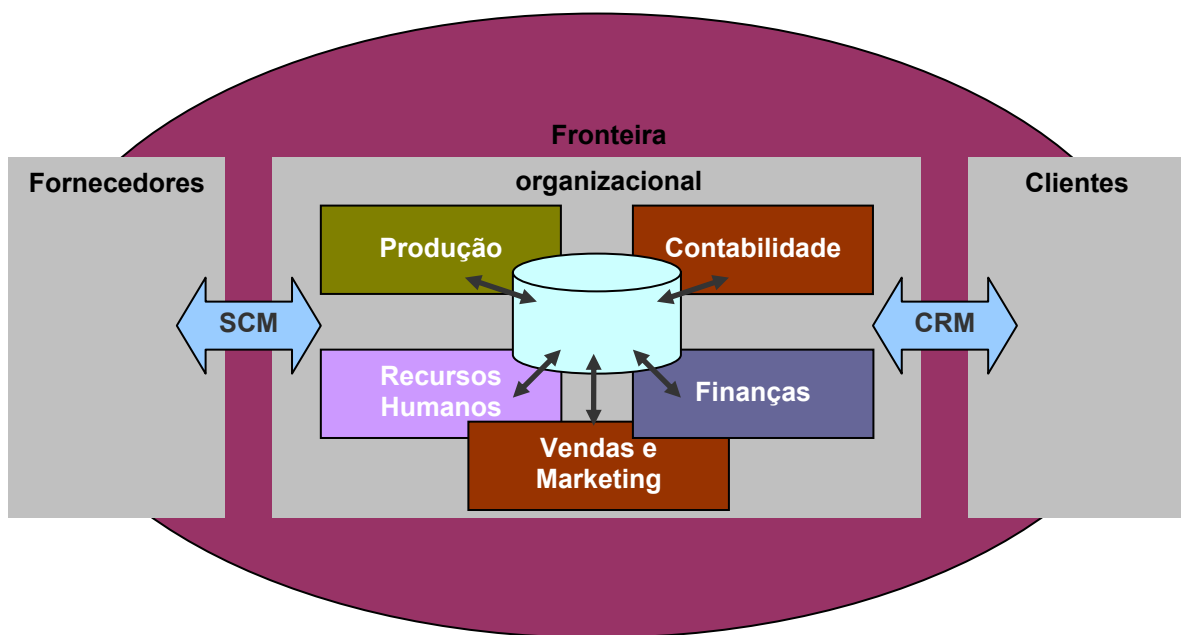 Fronteira
organizacional
Fornecedores
Clientes
Produção
Contabilidade
SCM
CRM
Recursos
Humanos
Finanças
Vendas e
Marketing